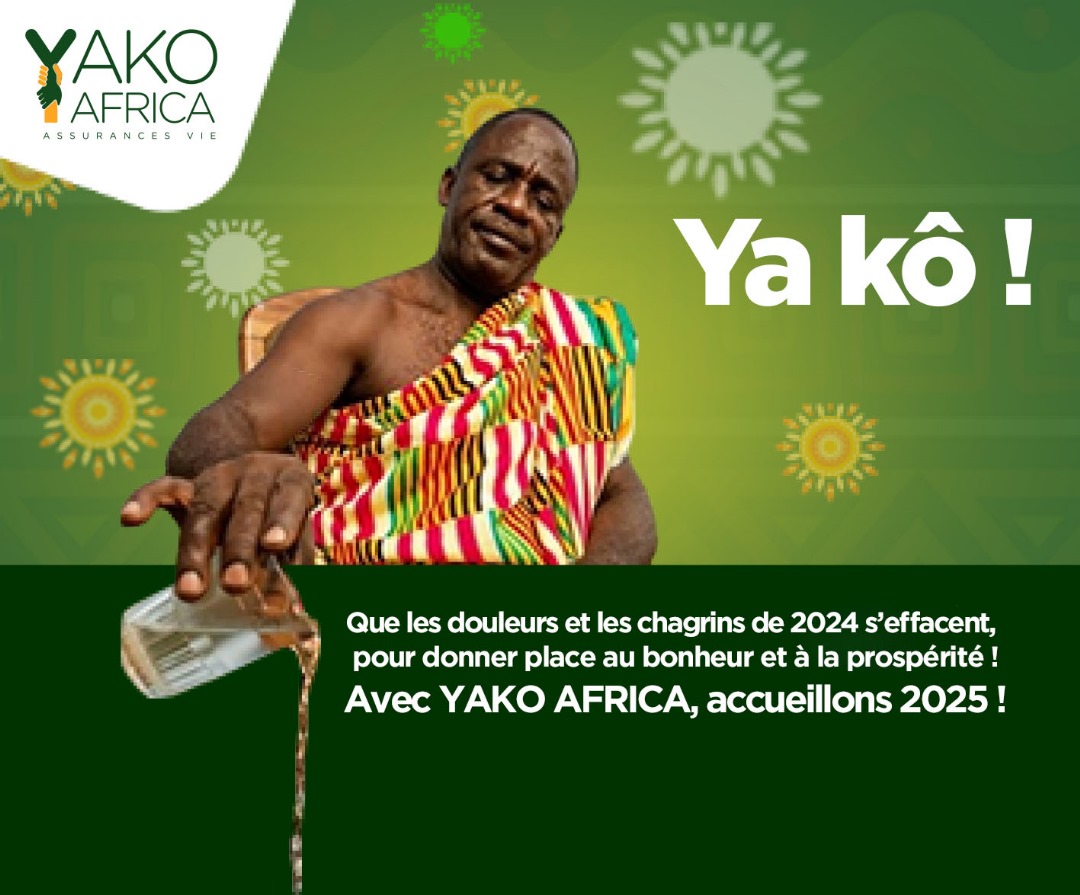 YAKO
AFRICA
ASSURANCES VIE
Ya kô !
Que les douleurs et les chagrins de 2024 s'effacent,
pour donner place au bonheur et à la prospérité !
Avec YAKO AFRICA, accueillons 2025 !